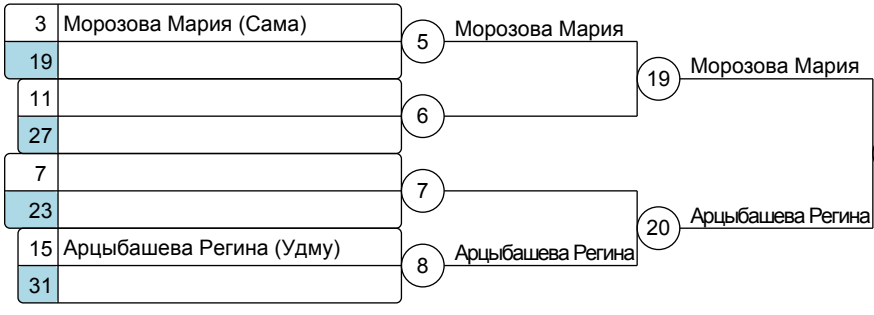 3 Морозова Мария (Сама)
5 Морозова Мария
19
19 Морозова Мария
11
6
27
7
7
23
20 Арцыбашева Регина
15 Арцыбашева Регина (Удму)
8 Арцыбашева Регина
31